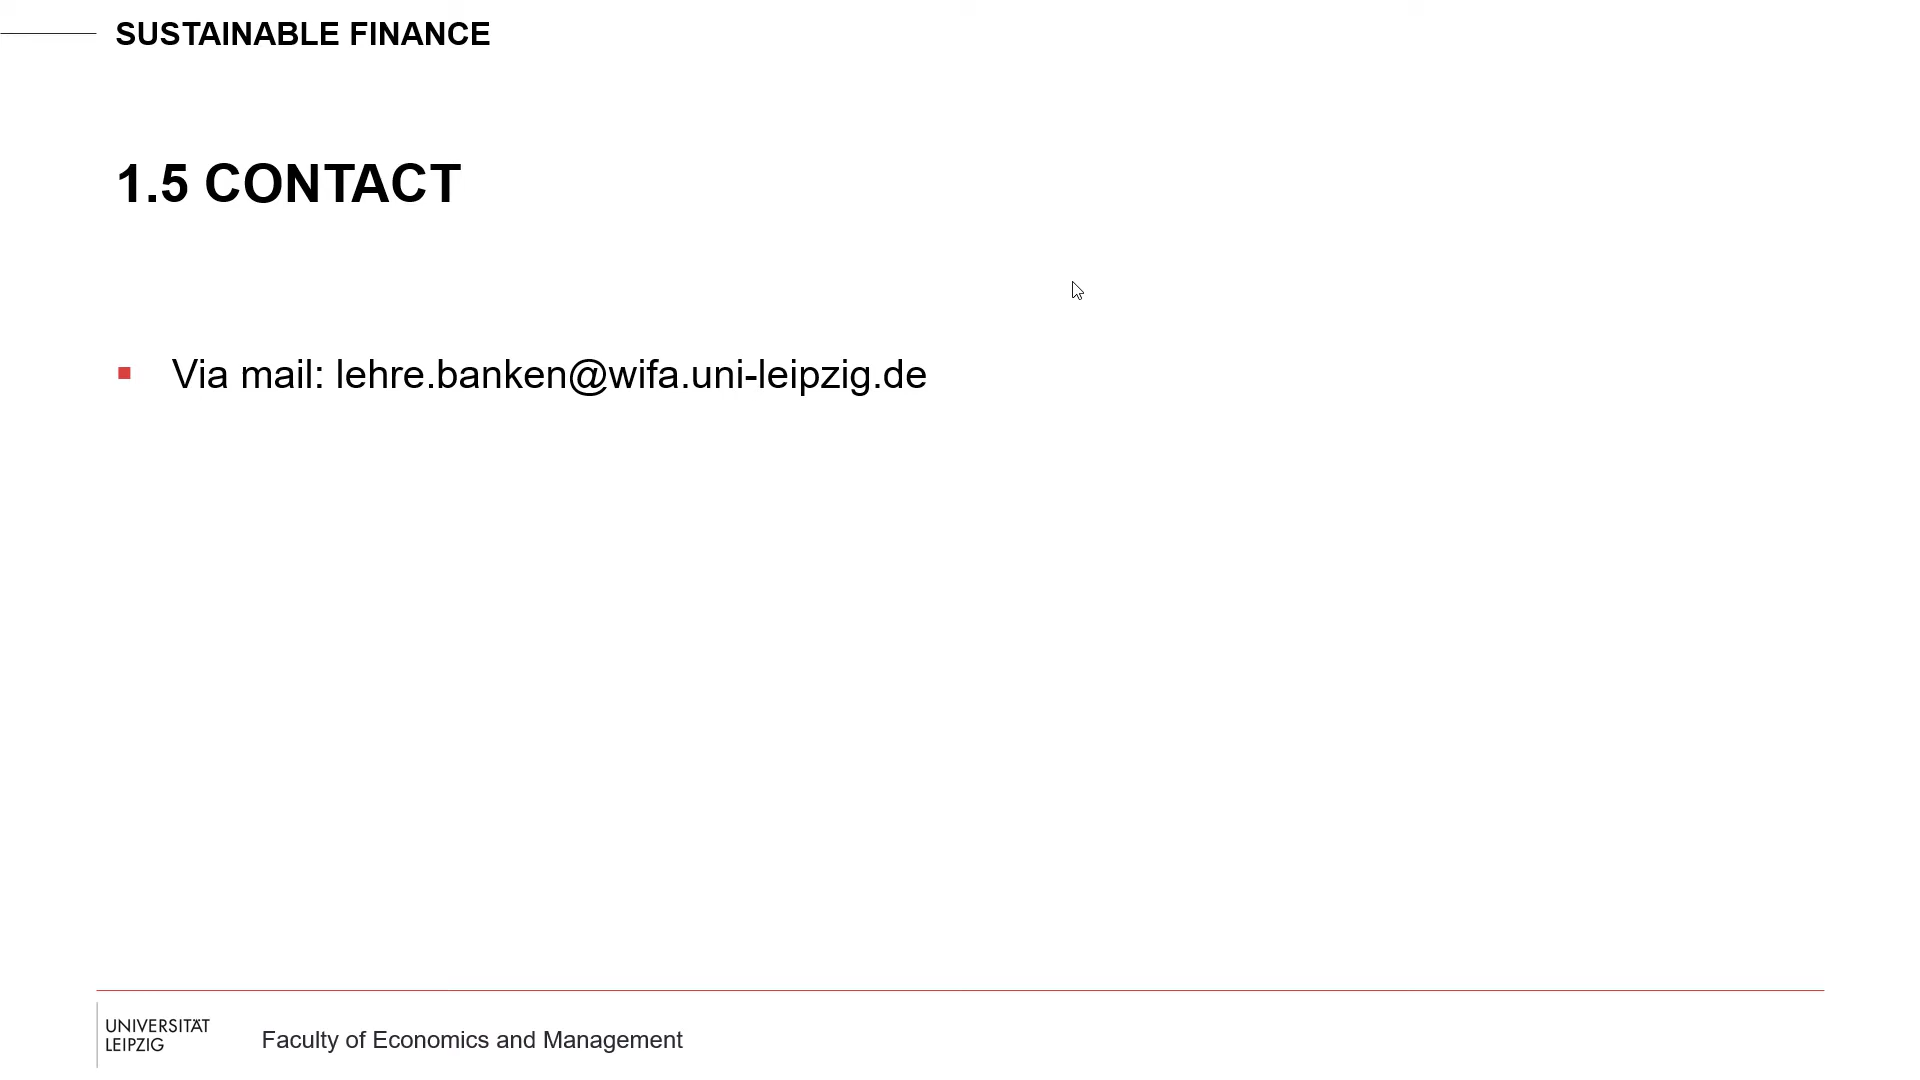 SUSTAINABLE FINANCE
1.5 CONTACT
Via mail: lehre.banken@wifa.uni-leipzig.de
UNIVERSITÄT
LEIPZIG
Faculty of Economics and Management